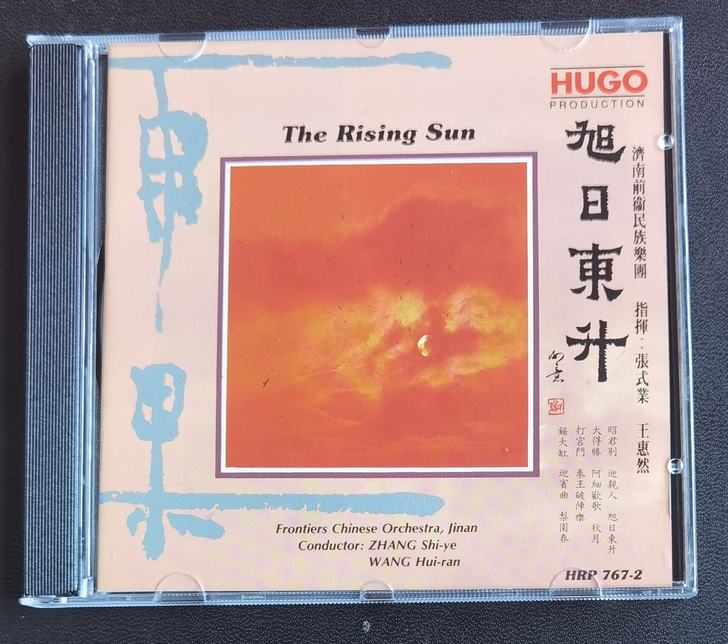 HUGO
PRODUCTION
The Rising Sun
旭日東升
濟南前衞民族樂團 指揮：張式業 王惠然
昭君別 迎親人 旭日東升
大得勝 阿細歡歌 秋月
打宮門 秦王破陣樂
鋸大缸 迎賓曲 梨園春
Frontiers Chinese Orchestra, Jinan
Conductor: ZHANG Shi-ye
WANG Hui-ran
HRP 767-2